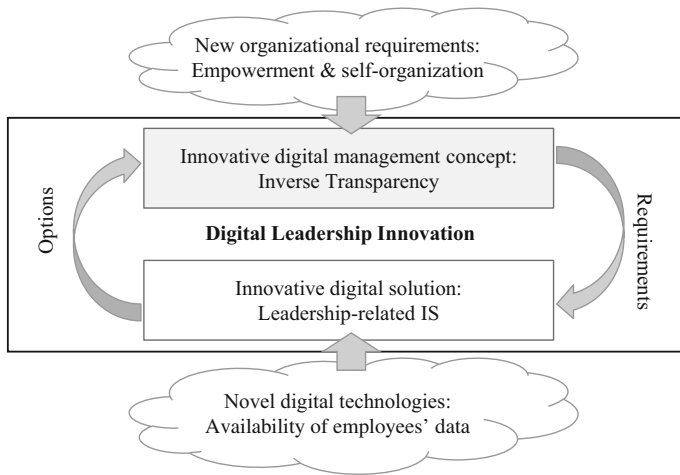 New organizational requirements:
Empowerment & self-organization
Innovative digital management concept:
Inverse Transparency
Options
Digital Leadership Innovation
Requirements
Innovative digital solution:
Leadership-related IS
Novel digital technologies:
Availability of employees’ data